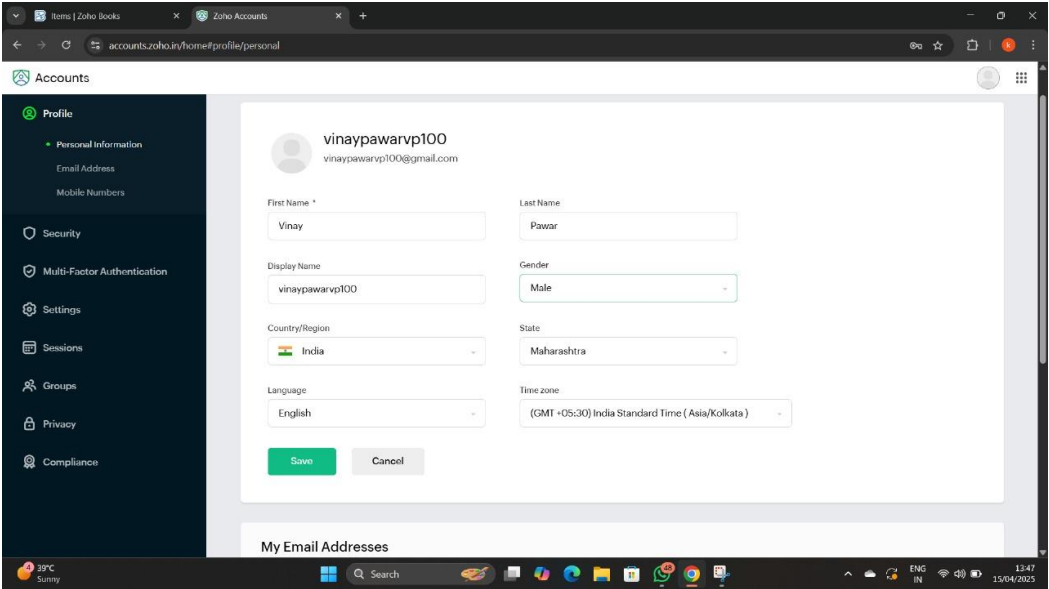 Items | Zoho Books
Zoho Accounts
accounts.zoho.in/home#profile/personal
k
Accounts
Profile
Personal Information
Email Address
Mobile Numbers
Security
Multi-Factor Authentication
Settings
Sessions
Groups
Privacy
Compliance
vinaypawarvp100
vinaypawarvp100@gmail.com
First Name *
Last Name
Vinay
Pawar
Display Name
Gender
vinaypawarvp100
Male
Country/Region
State
India
Maharashtra
Language
Time zone
English
(GMT +05:30) India Standard Time ( Asia/Kolkata )
Save
Cancel
My Email Addresses
4
39°C
Sunny
Search
48
ENG
IN
13:47
15/04/2025